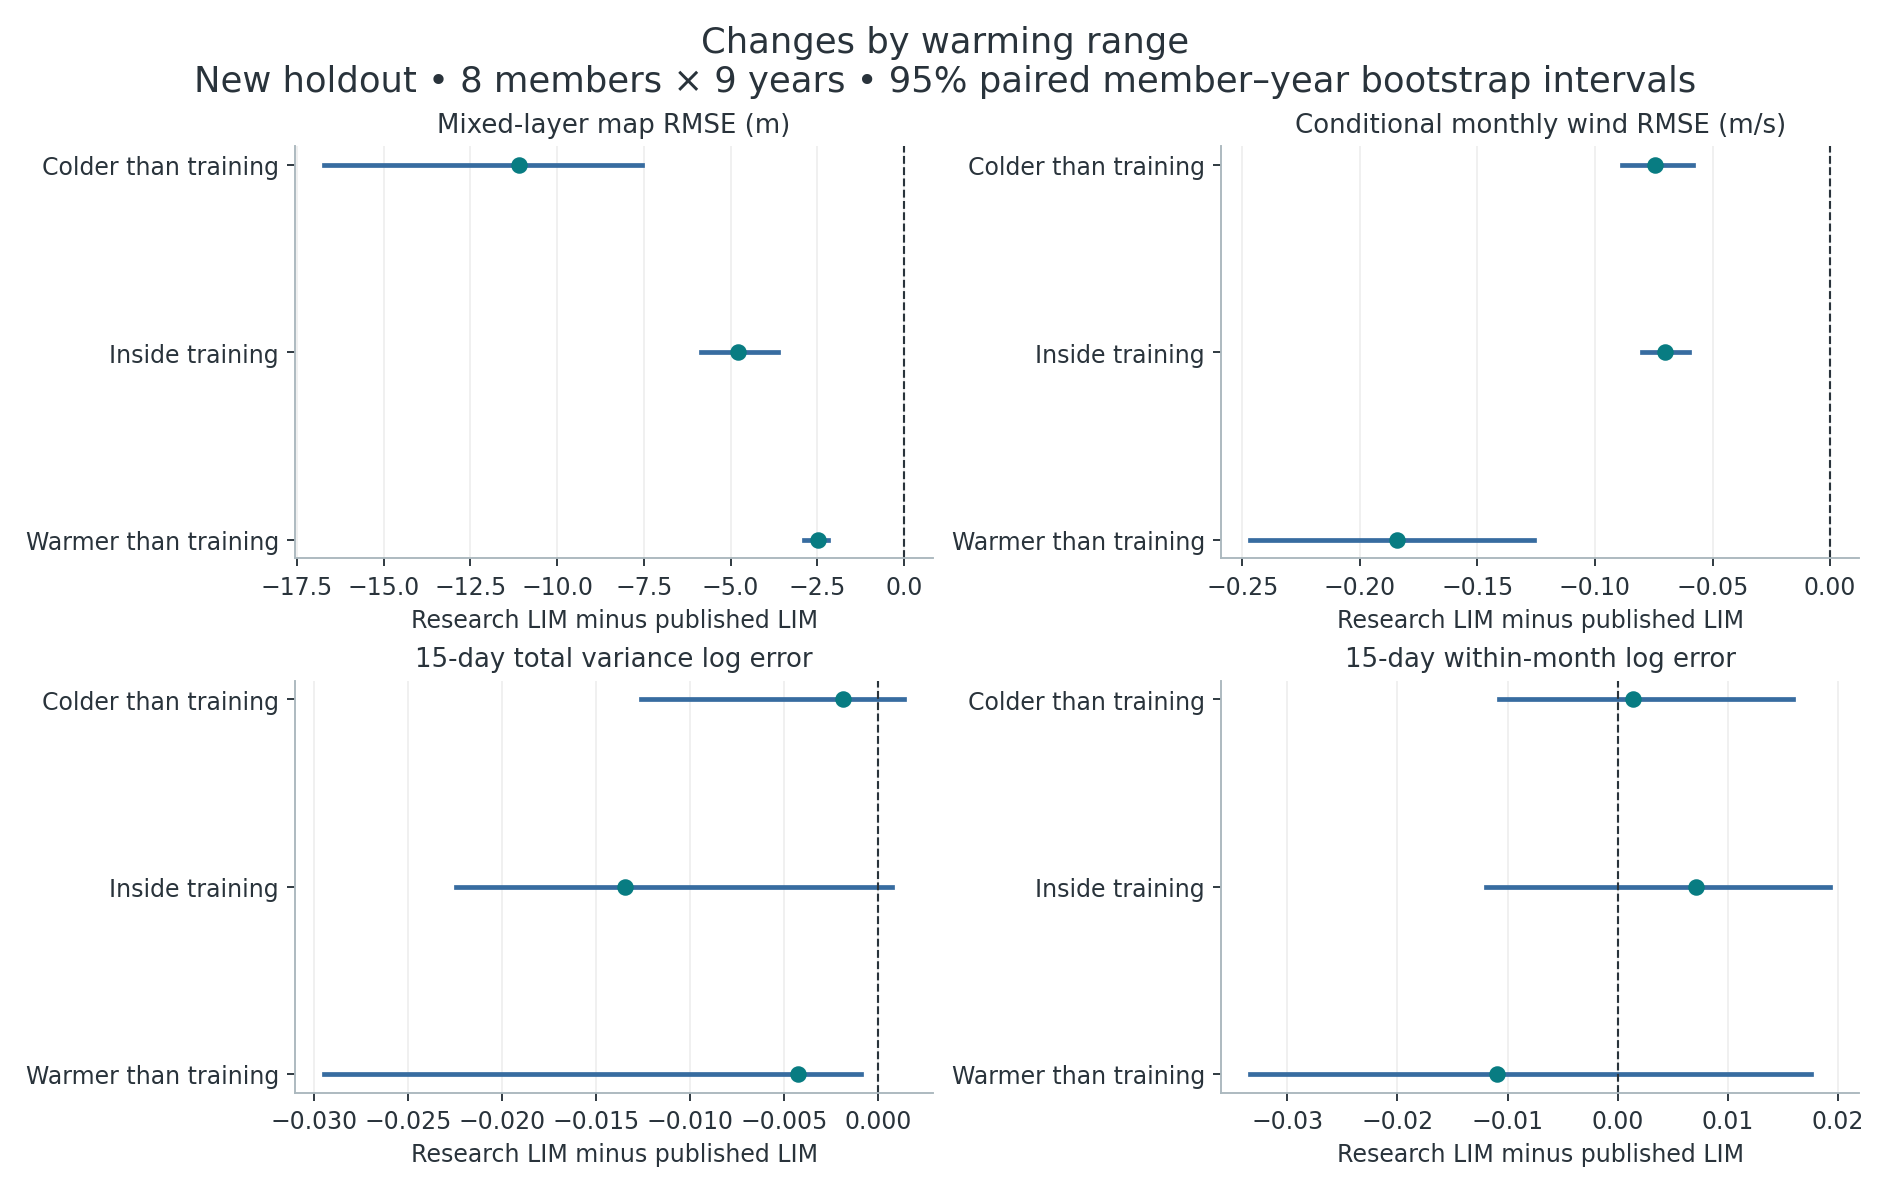 Changes by warming range
New holdout • 8 members × 9 years • 95% paired member–year bootstrap intervals
Mixed-layer map RMSE (m)
Colder than training
Inside training
Warmer than training
−17.5 −15.0 −12.5 −10.0 −7.5 −5.0 −2.5 0.0
Research LIM minus published LIM
Conditional monthly wind RMSE (m/s)
Colder than training
Inside training
Warmer than training
−0.25 −0.20 −0.15 −0.10 −0.05 0.00
Research LIM minus published LIM
15-day total variance log error
Colder than training
Inside training
Warmer than training
−0.030 −0.025 −0.020 −0.015 −0.010 −0.005 0.000
Research LIM minus published LIM
15-day within-month log error
Colder than training
Inside training
Warmer than training
−0.03 −0.02 −0.01 0.00 0.01 0.02
Research LIM minus published LIM